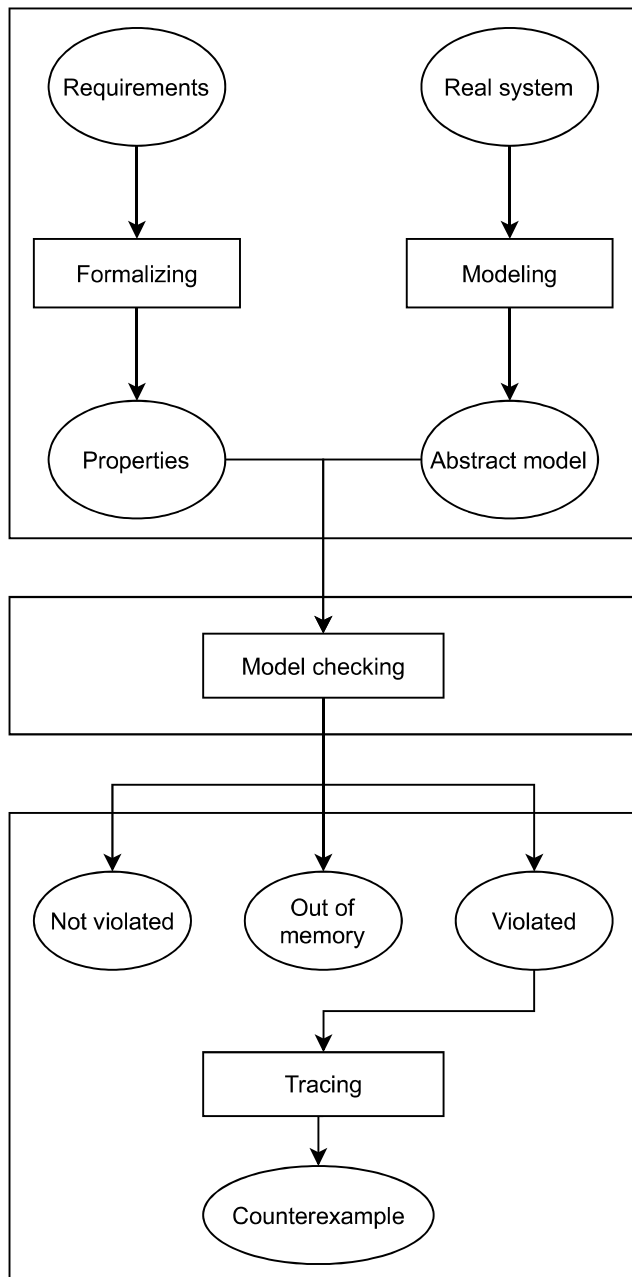 Requirements
Real system
Formalizing
Modeling
Properties
Abstract model
Model checking
Not violated
Out of
memory
Violated
Tracing
Counterexample